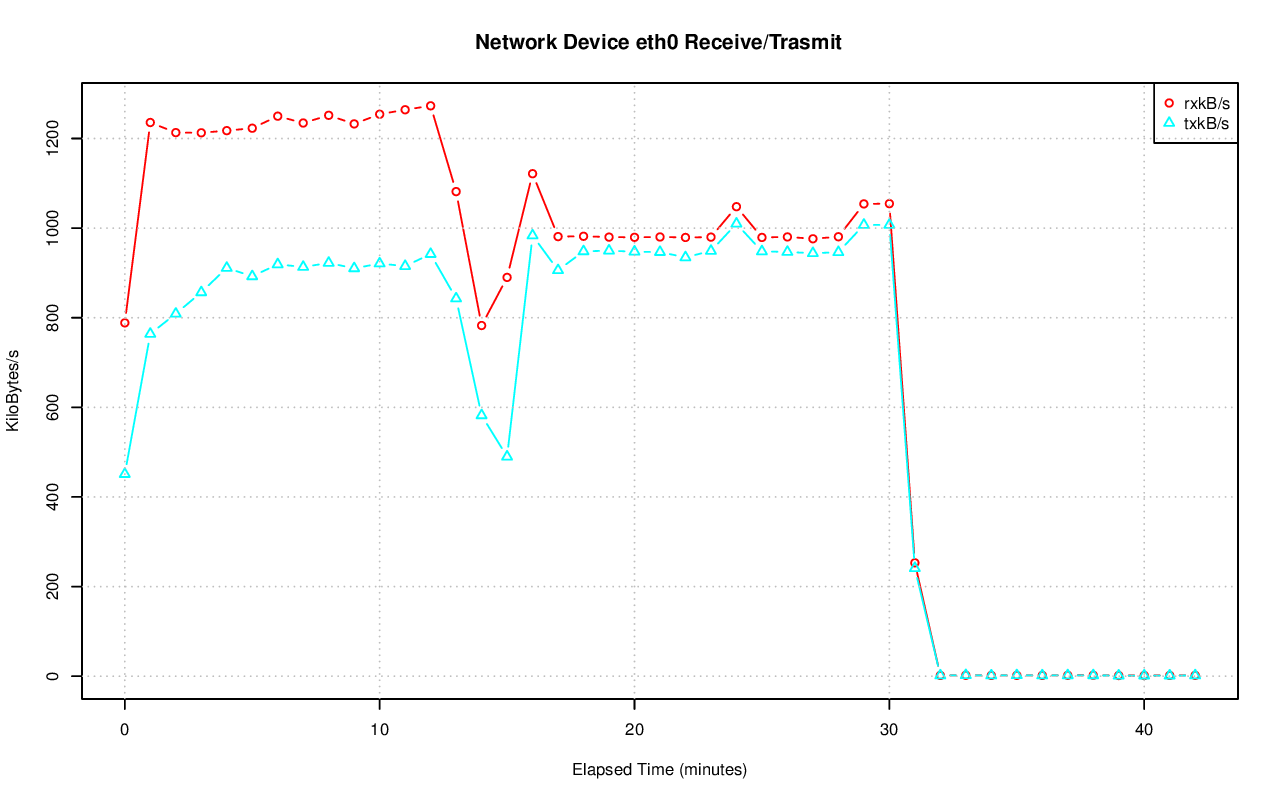 Network Device eth0 Receive/Trasmit
rxkB/s
txkB/s
1200
1000
800
600
400
200
0
KiloBytes/s
0 10 20 30 40
Elapsed Time (minutes)